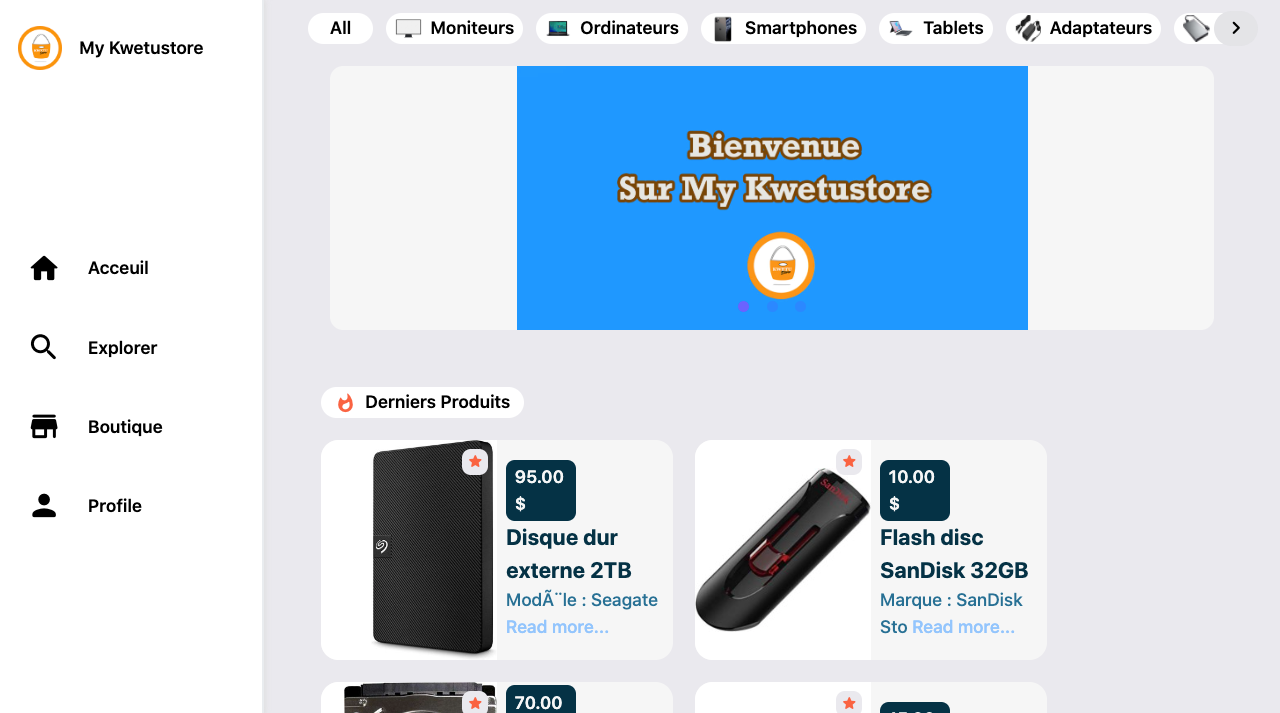 My Kwetustore
All
Moniteurs
Ordinateurs
Smartphones
Tablets
Adaptateurs
Bienvenue
Sur My Kwetustore
Acceuil
Explorer
Boutique
Profile
Derniers Produits
95.00
$
Disque dur
externe 2TB
ModÃ¨le : Seagate
Read more...
SanDisk
10.00
$
Flash disc
SanDisk 32GB
Marque : SanDisk
Sto Read more...
70.00